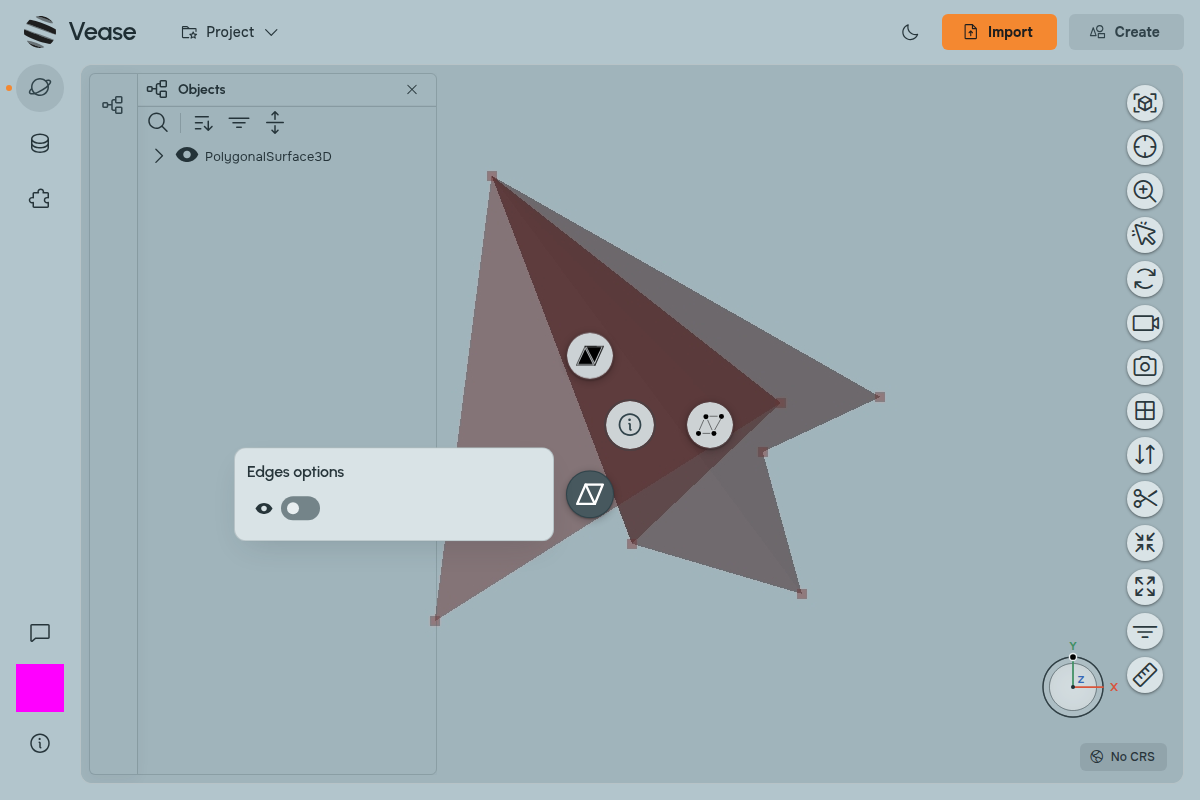 Vease
Project
Import
Create
Objects
PolygonalSurface3D
Edges options
Y
Z
X
No CRS